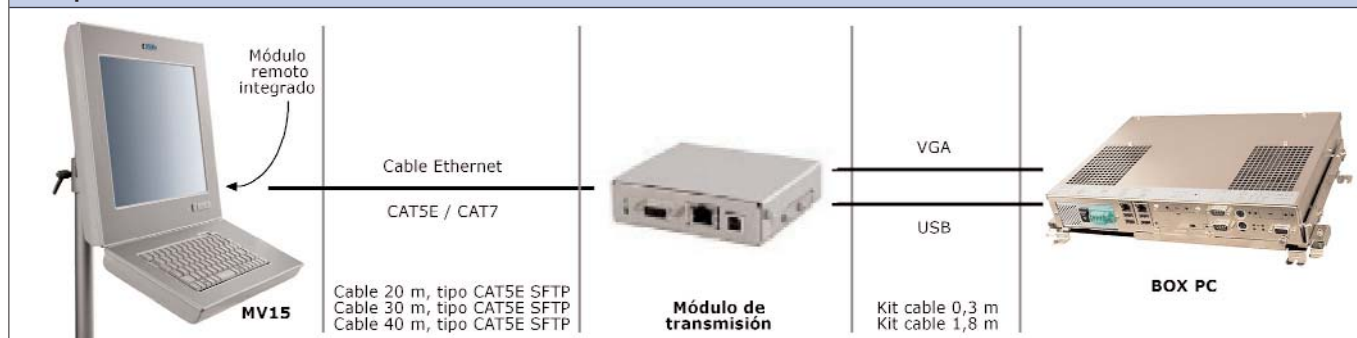 Módulo
remoto
integrado
MV15
Cable Ethernet
CAT5E / CAT7
Cable 20 m, tipo CAT5E SFTP
Cable 30 m, tipo CAT5E SFTP
Cable 40 m, tipo CAT5E SFTP
Módulo de
transmisión
VGA
USB
Kit cable 0,3 m
Kit cable 1,8 m
BOX PC